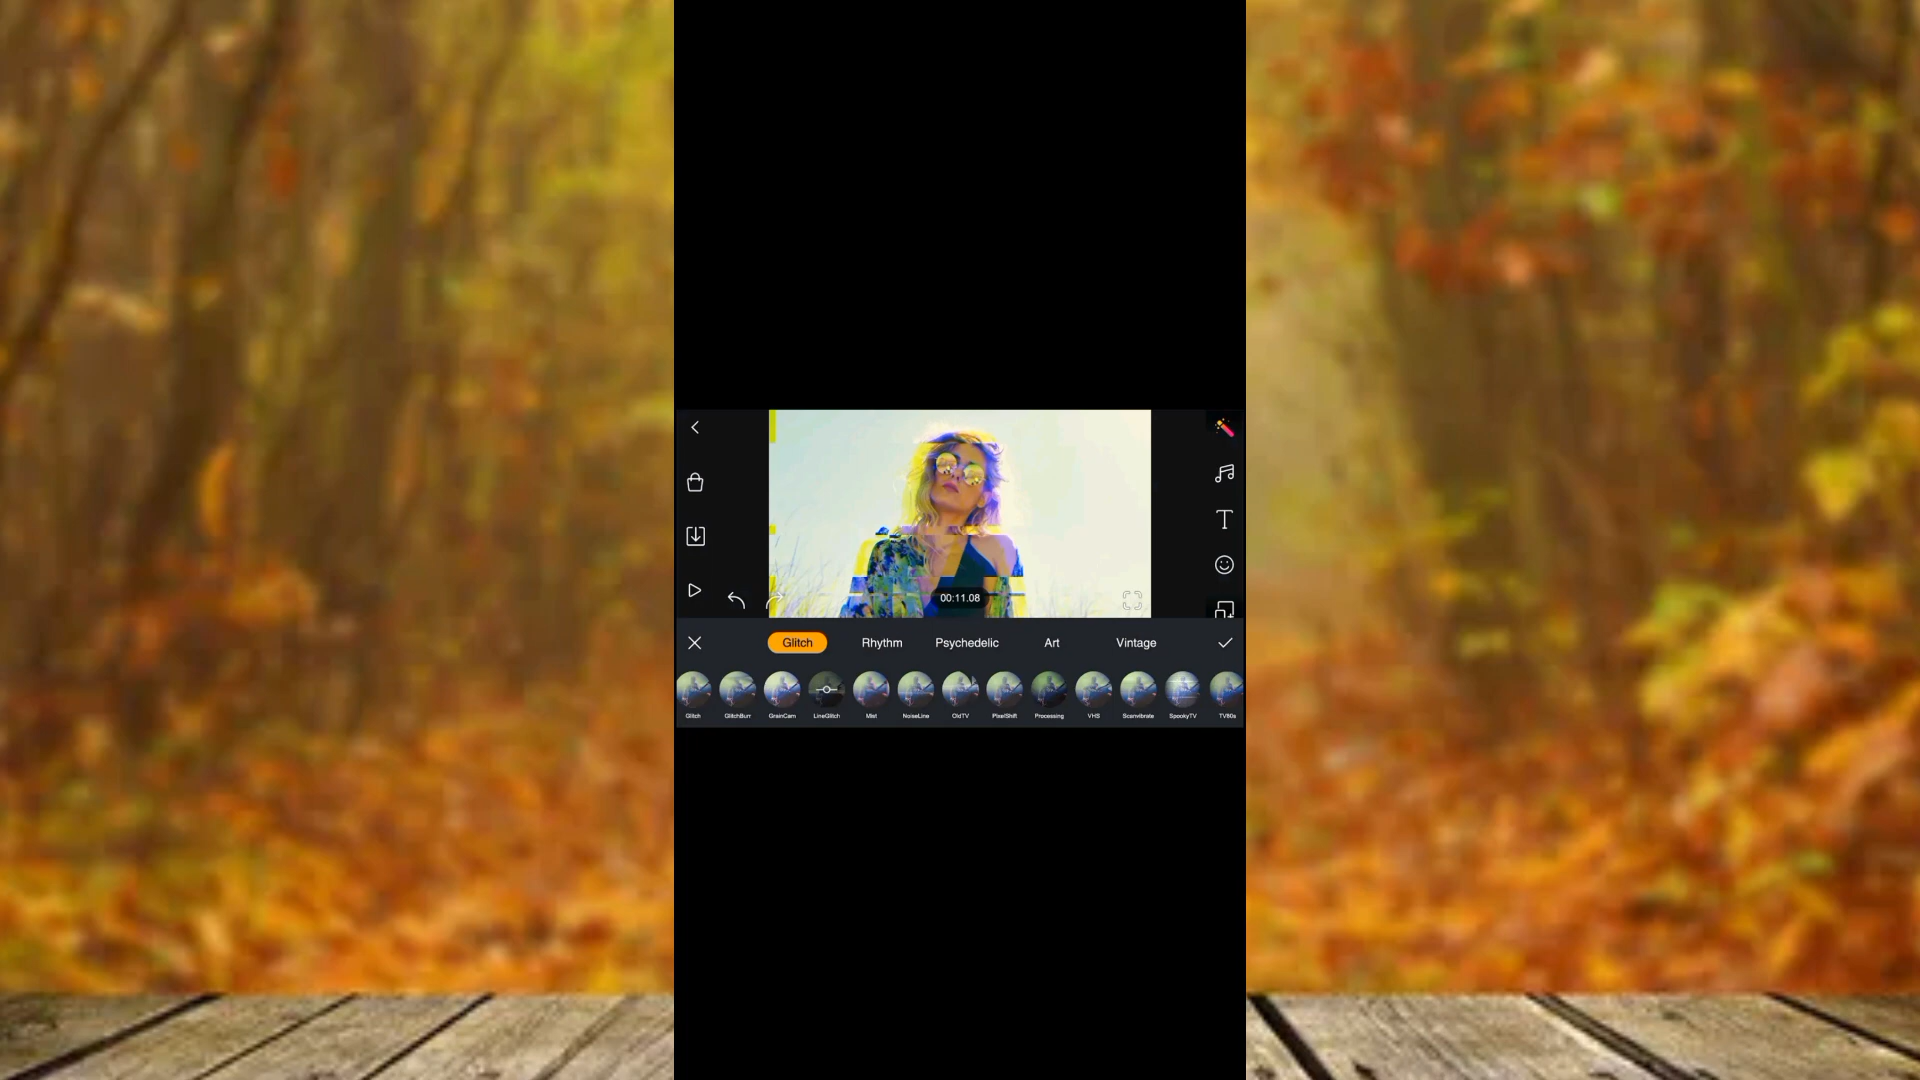 00:11.08
Glitch Rhythm Psychedelic Art Vintage
Glitch GlitchBurr GrainCam LineGlitch Mist NoiseLine OldTV PixelShift Processing VHS Scanvibrate SpookyTV TV80s